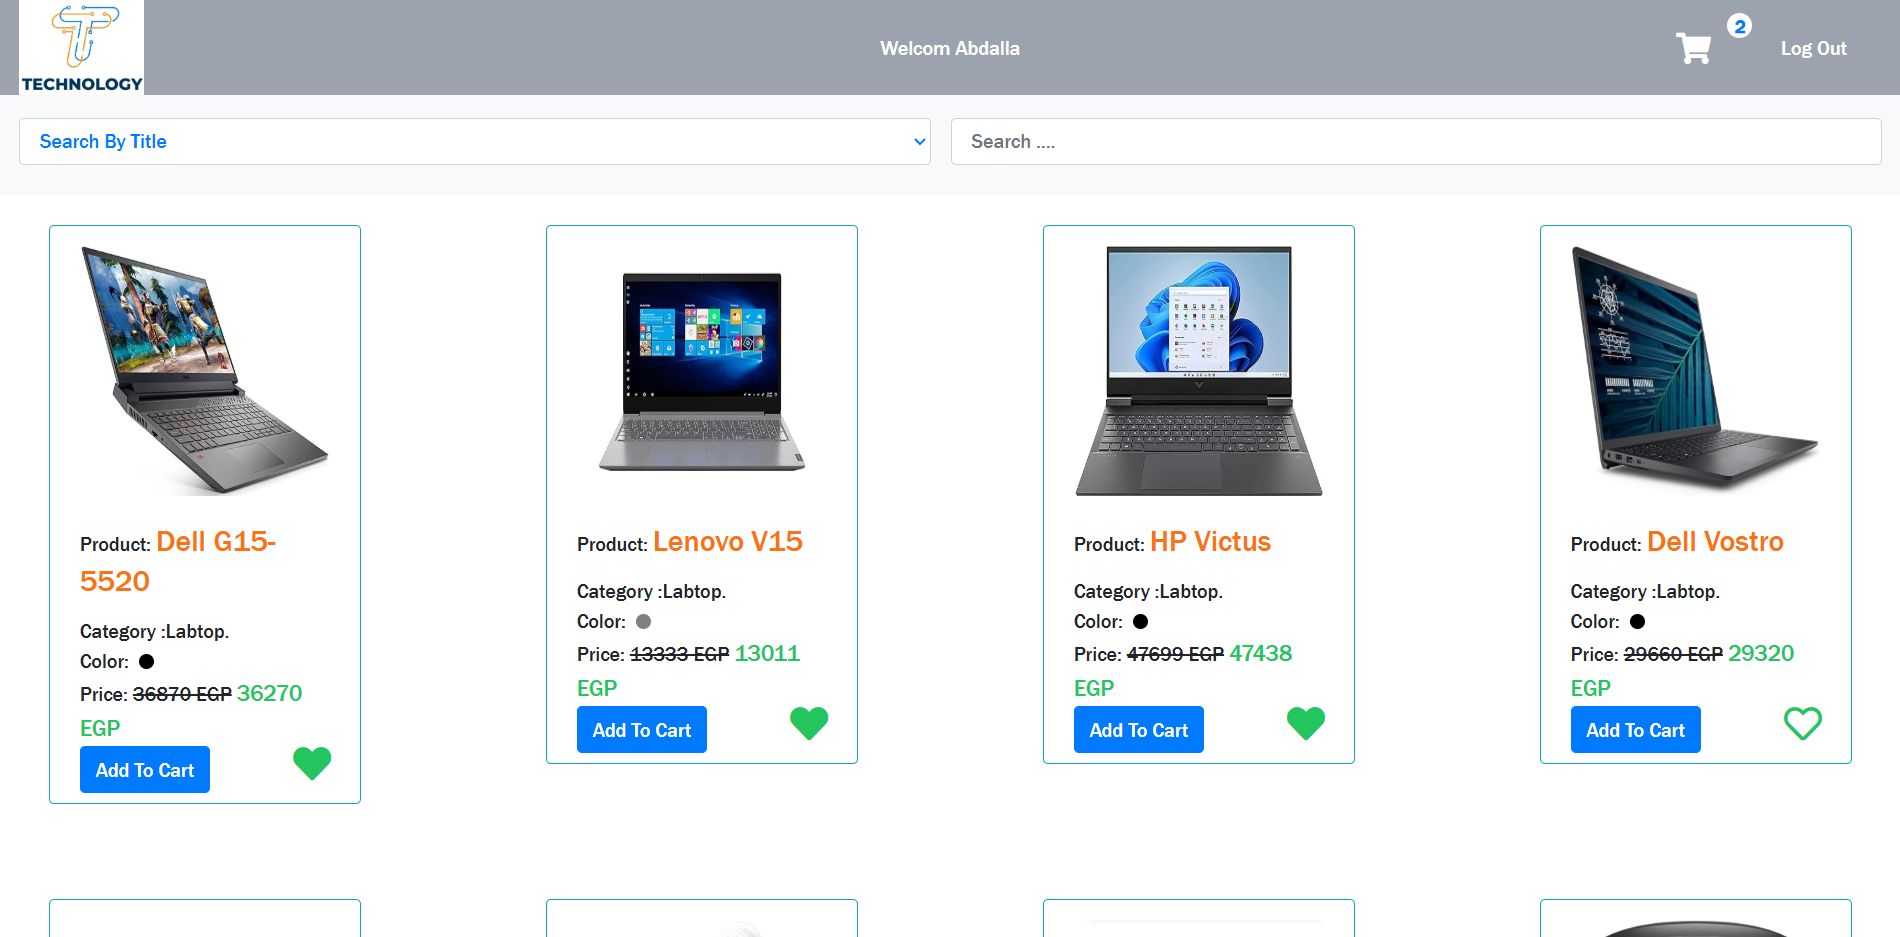 TECHNOLOGY
Welcom Abdalla
2
Log Out
Search By Title
Search ....
Product: Dell G15-
5520
Category :Labtop.
Color:
Price: 36870 EGP 36270
EGP
Add To Cart
Product: Lenovo V15
Category :Labtop.
Color:
Price: 13333 EGP 13011
EGP
Add To Cart
Product: HP Victus
Category :Labtop.
Color:
Price: 47699 EGP 47438
EGP
Add To Cart
Product: Dell Vostro
Category :Labtop.
Color:
Price: 29660 EGP 29320
EGP
Add To Cart